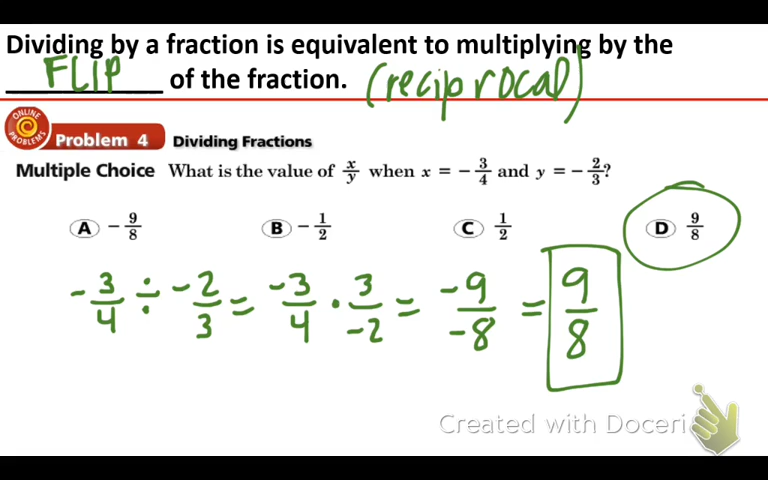 Dividing by a fraction is equivalent to multiplying by the
FLIP of the fraction. (reciprocal)
ONLINE PROBLEMS
Problem 4 Dividing Fractions
Multiple Choice What is the value of x/y when x = -3/4 and y = -2/3?
A -9/8 B -1/2 C 1/2 D 9/8
-3/4 ÷ -2/3 = -3/4 · 3/-2 = -9/-8 = 9/8
Created with Doceri